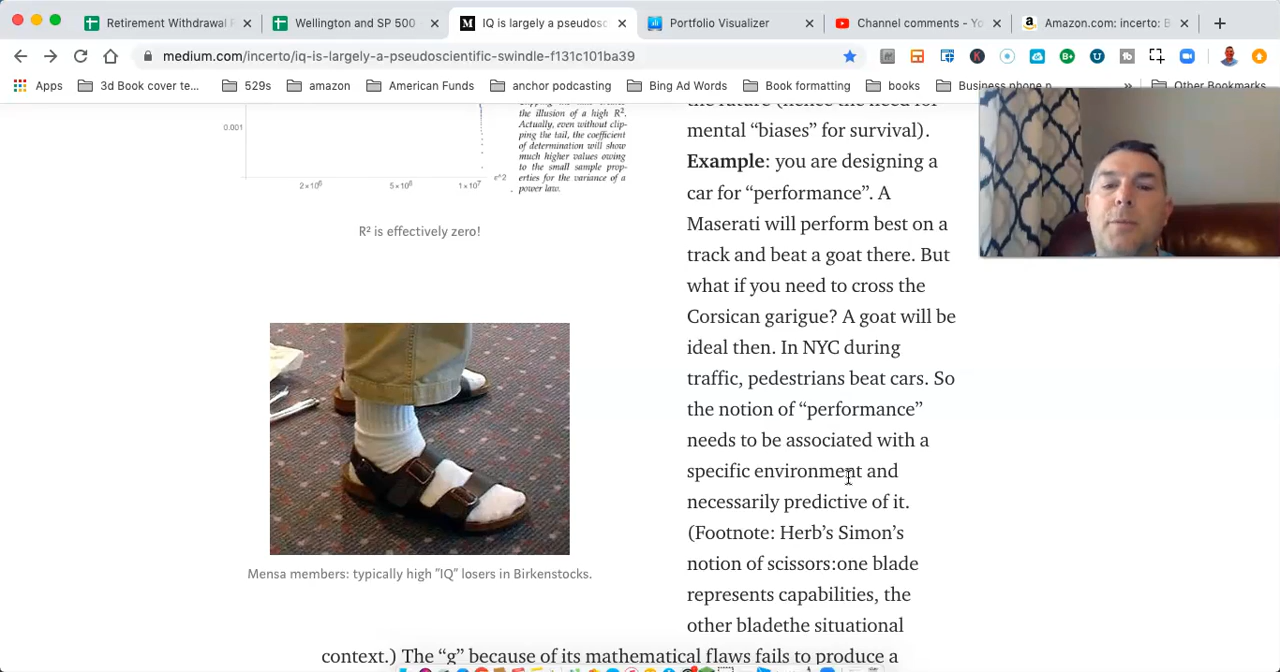 Retirement Withdrawal
Wellington and SP 500
IQ is largely a pseudosc
Portfolio Visualizer
Channel comments - Yo
Amazon.com: incerto: B
medium.com/incerto/iq-is-largely-a-pseudoscientific-swindle-f131c101ba39
Apps
3d Book cover te...
529s
amazon
American Funds
anchor podcasting
Bing Ad Words
Book formatting
books
Business phone p
»
Other Bookmarks
0.001
2×10⁶
5×10⁶
1×10⁷
the illusion of a high R².
Actually, even without clip-
ping the tail, the coefficient
of determination will show
much higher values owing
to the small sample prop-
erties for the variance of a
power law.
R² is effectively zero!
Mensa members: typically high "IQ" losers in Birkenstocks.
the future (hence the need for
mental “biases” for survival).
Example: you are designing a
car for “performance”. A
Maserati will perform best on a
track and beat a goat there. But
what if you need to cross the
Corsican garigue? A goat will be
ideal then. In NYC during
traffic, pedestrians beat cars. So
the notion of “performance”
needs to be associated with a
specific environment and
necessarily predictive of it.
(Footnote: Herb’s Simon’s
notion of scissors:one blade
represents capabilities, the
other bladethe situational
context.) The “g” because of its mathematical flaws fails to produce a